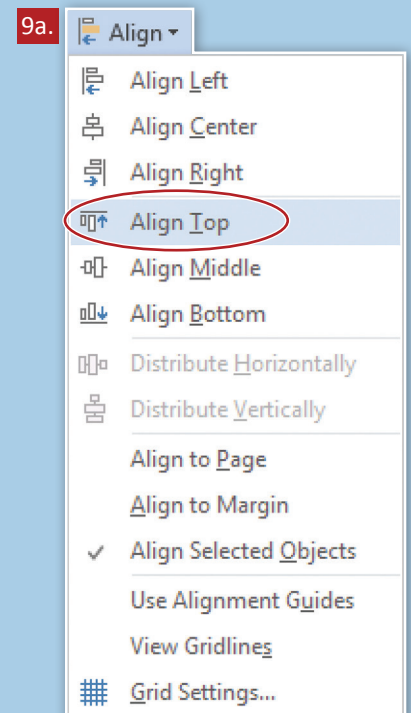 9a.
Align
Align Left
Align Center
Align Right
Align Top
Align Middle
Align Bottom
Distribute Horizontally
Distribute Vertically
Align to Page
Align to Margin
Align Selected Objects
Use Alignment Guides
View Gridlines
Grid Settings...